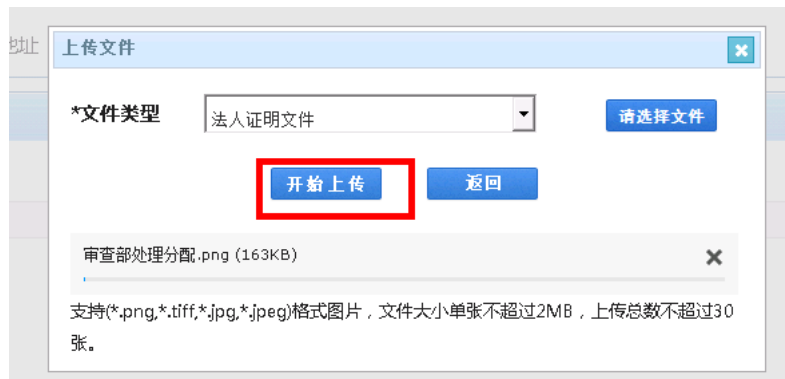 地址
上传文件
*文件类型
法人证明文件
请选择文件
开始上传
返回
审查部处理分配.png (163KB)
支持(*.png,*.tiff,*.jpg,*.jpeg)格式图片，文件大小单张不超过2MB，上传总数不超过30
张。